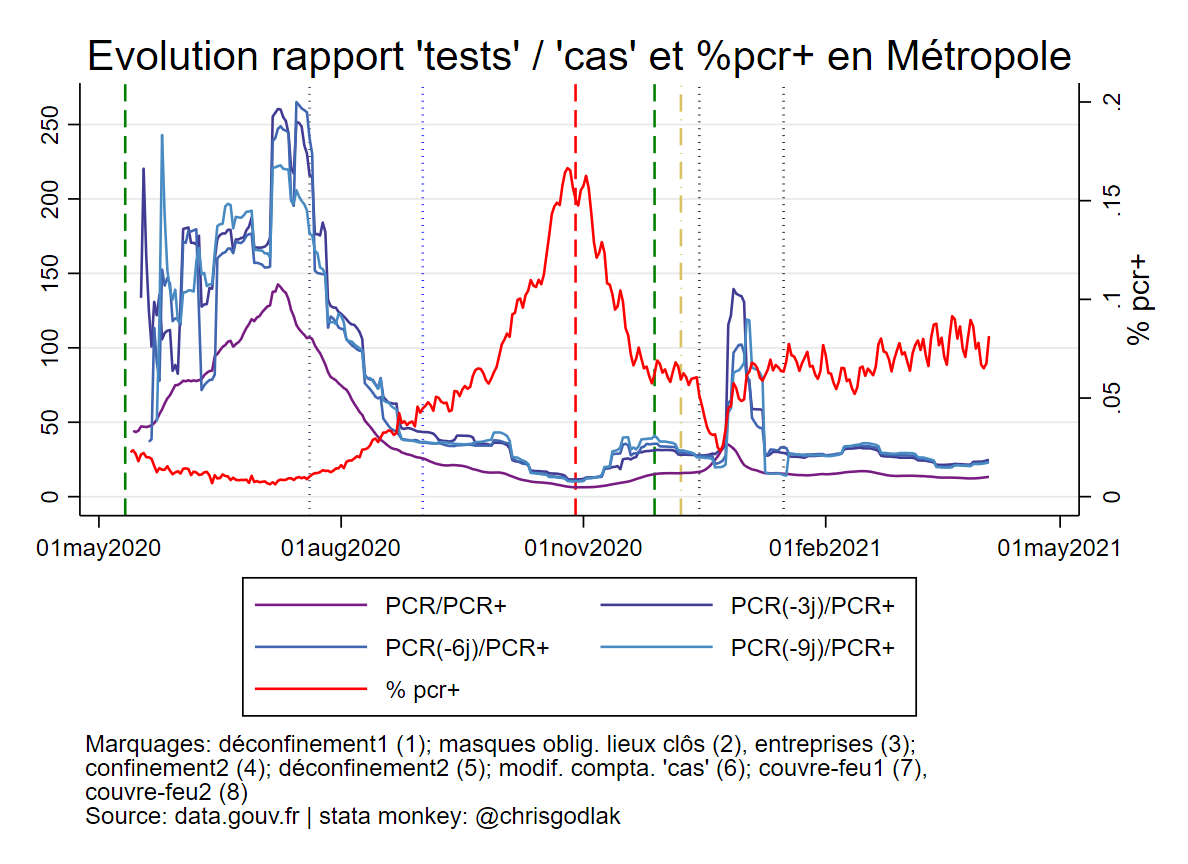 Evolution rapport 'tests' / 'cas' et %pcr+ en Métropole
250
200
150
100
50
0
.2
.15
.1
.05
0
% pcr+
01may2020 01aug2020 01nov2020 01feb2021 01may2021
PCR/PCR+ PCR(-3j)/PCR+
PCR(-6j)/PCR+ PCR(-9j)/PCR+
% pcr+
Marquages: déconfinement1 (1); masques oblig. lieux clôs (2), entreprises (3);
confinement2 (4); déconfinement2 (5); modif. compta. 'cas' (6); couvre-feu1 (7),
couvre-feu2 (8)
Source: data.gouv.fr | stata monkey: @chrisgodlak